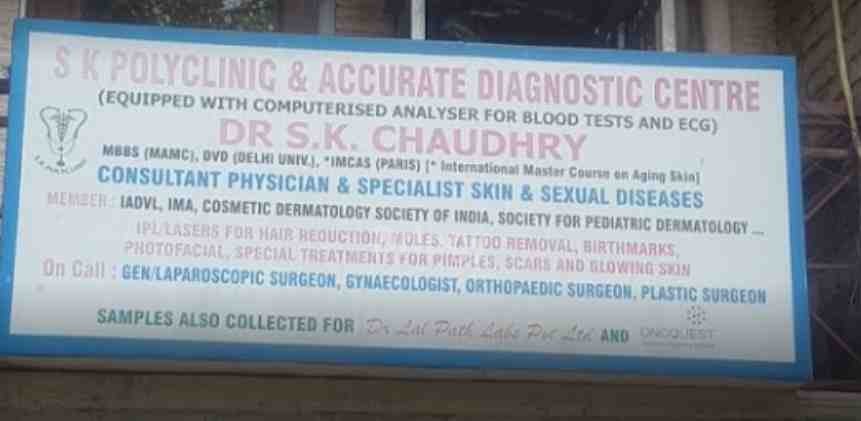 S K POLYCLINIC & ACCURATE DIAGNOSTIC CENTRE
(EQUIPPED WITH COMPUTERISED ANALYSER FOR BLOOD TESTS AND ECG)
DR S.K. CHAUDHRY
MBBS (MAMC), DVD (DELHI UNIV.), *IMCAS (PARIS) [* International Master Course on Aging Skin]
CONSULTANT PHYSICIAN & SPECIALIST SKIN & SEXUAL DISEASES
MEMBER : IADVL, IMA, COSMETIC DERMATOLOGY SOCIETY OF INDIA, SOCIETY FOR PEDIATRIC DERMATOLOGY ...
IPL/LASERS FOR HAIR REDUCTION, MOLES, TATTOO REMOVAL, BIRTHMARKS,
PHOTOFACIAL, SPECIAL TREATMENTS FOR PIMPLES, SCARS AND GLOWING SKIN
On Call : GEN/LAPAROSCOPIC SURGEON, GYNAECOLOGIST, ORTHOPAEDIC SURGEON, PLASTIC SURGEON
SAMPLES ALSO COLLECTED FOR Dr Lal Path Labs Pvt Ltd AND ONCQUEST